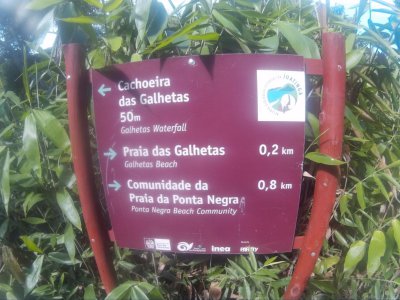 Cachoeira
das Galhetas
50m
Galhetas Waterfall
Praia das Galhetas 0,2 km
Galhetas Beach
Comunidade da
Praia da Ponta Negra 0,8 km
Ponta Negra Beach Community
inea